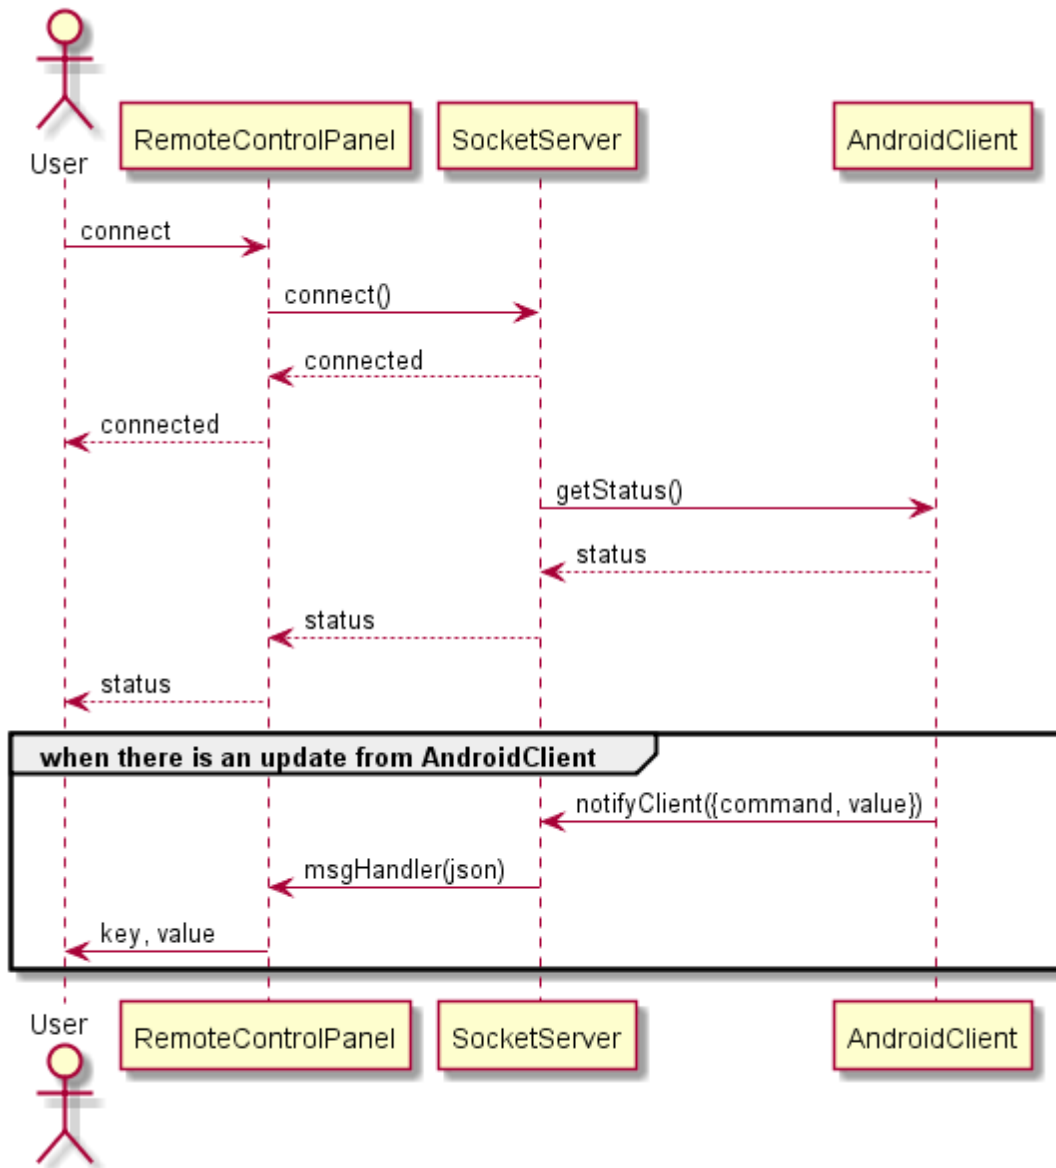 User
RemoteControlPanel
SocketServer
AndroidClient
connect
connect()
connected
connected
getStatus()
status
status
status
when there is an update from AndroidClient
notifyClient({command, value})
msgHandler(json)
key, value
User
RemoteControlPanel
SocketServer
AndroidClient